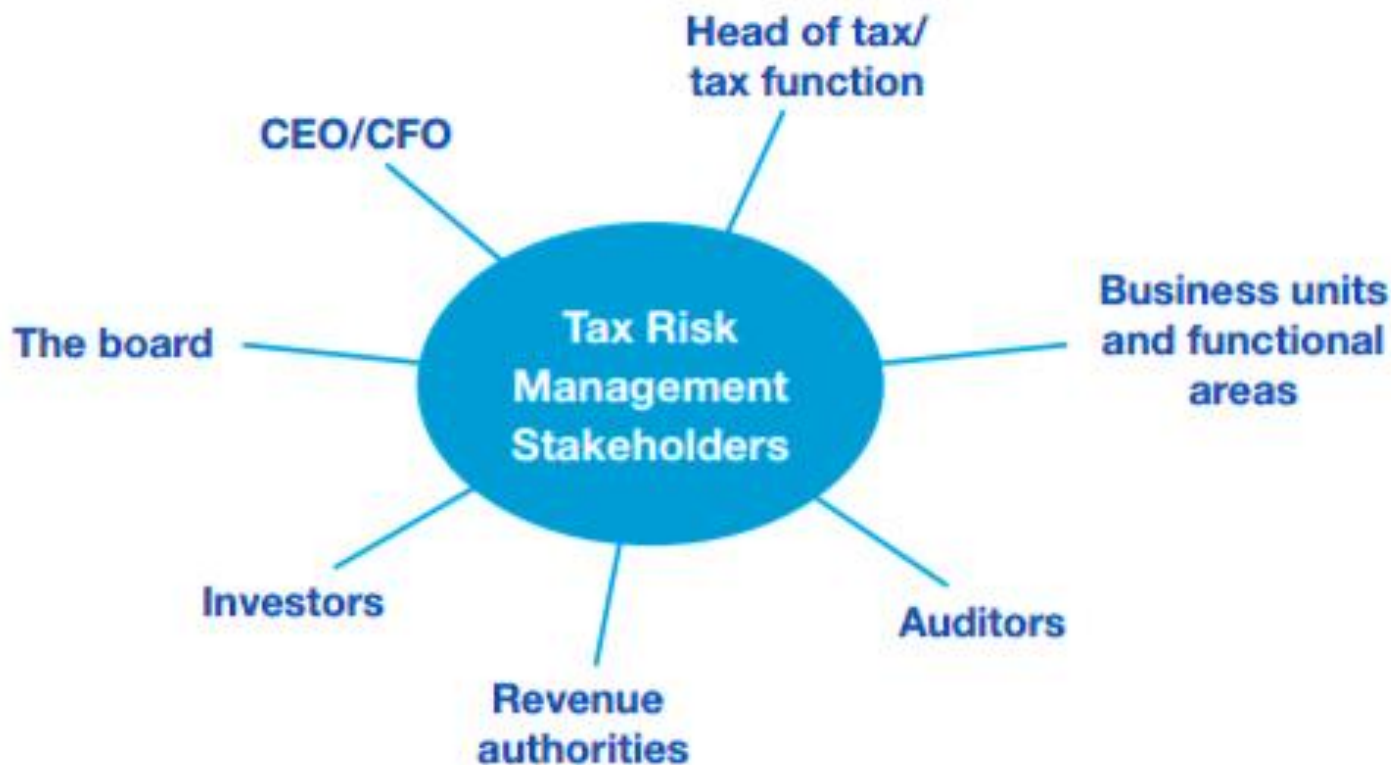 Head of tax/
tax function
CEO/CFO
Business units
and functional
areas
The board
Tax Risk
Management
Stakeholders
Investors
Auditors
Revenue
authorities